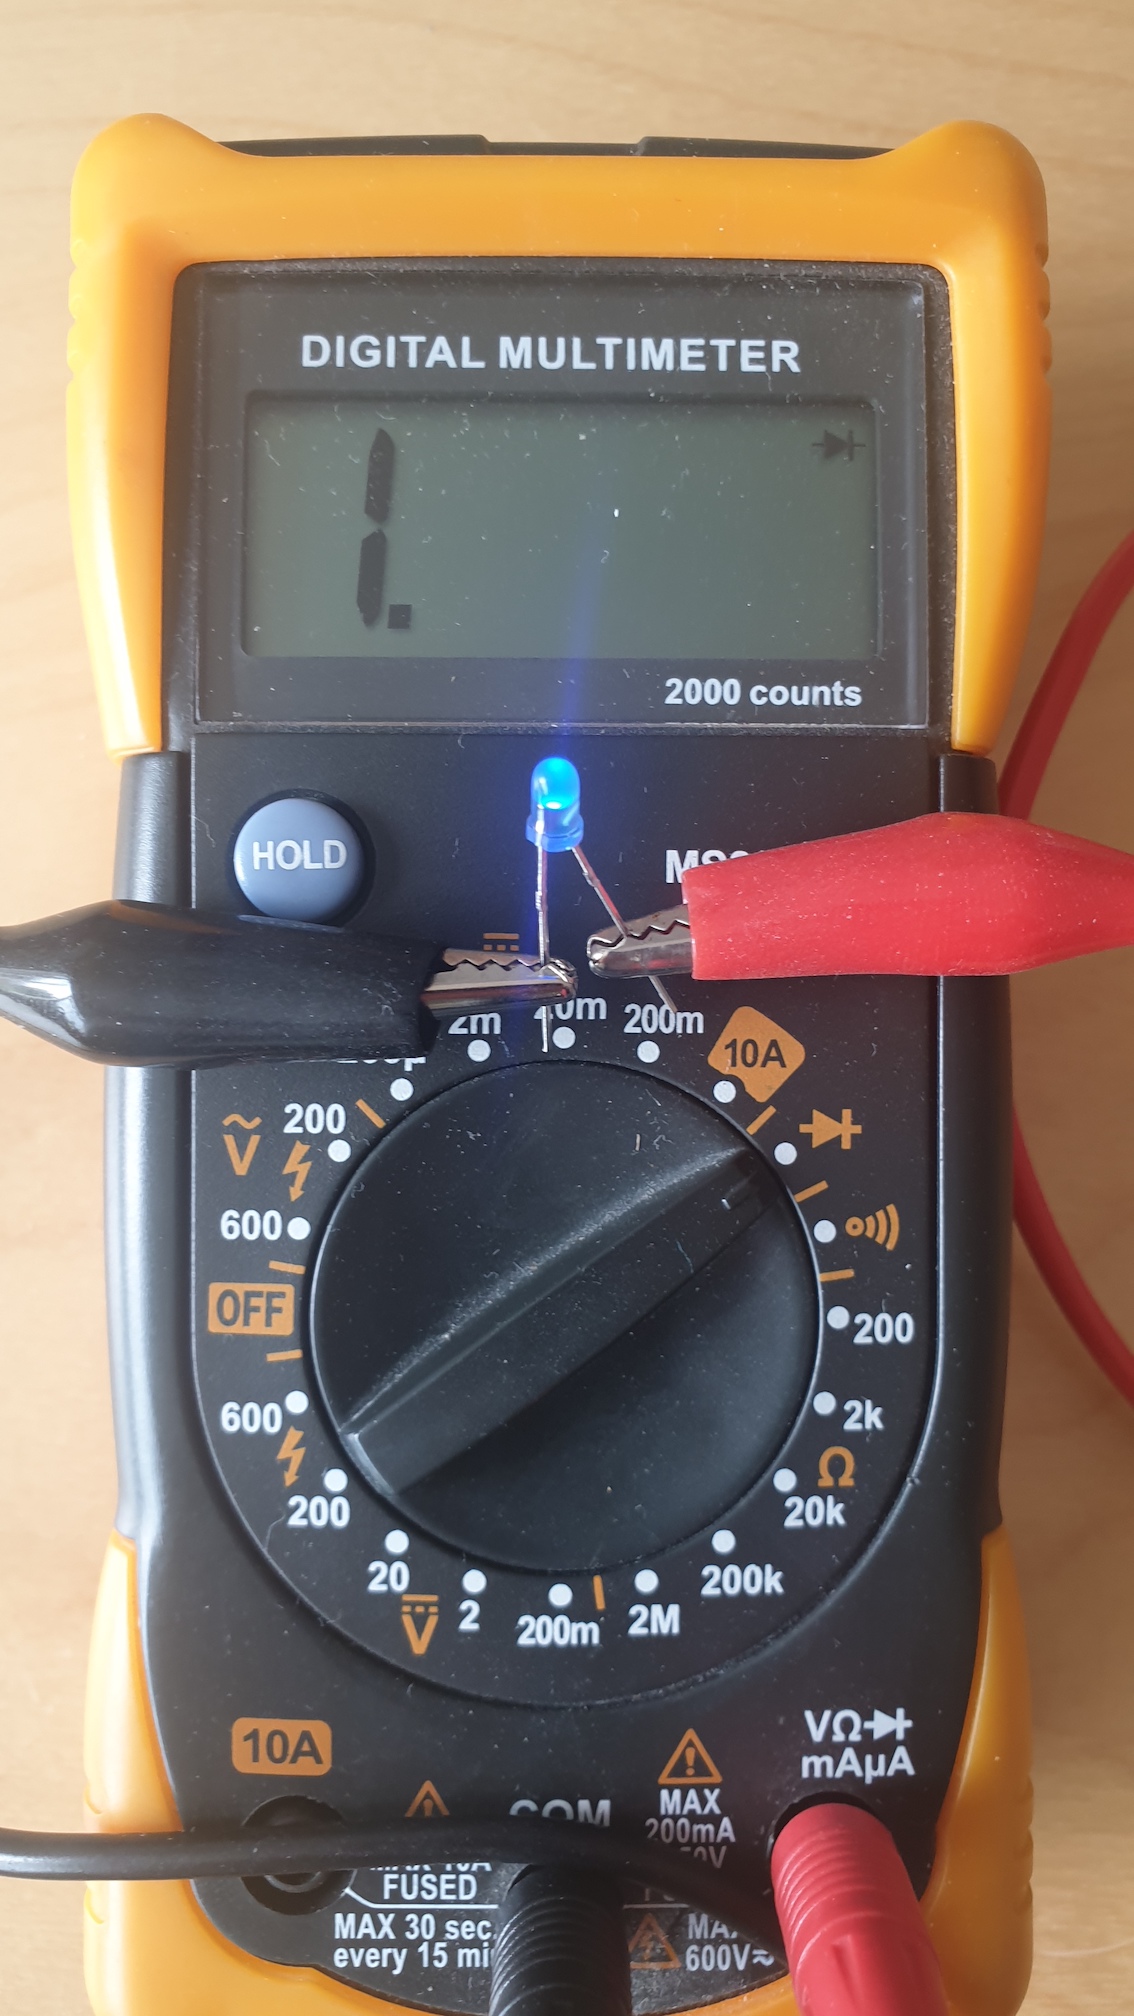 DIGITAL MULTIMETER
1.
2000 counts
HOLD
2m 200m
10A
200
V
600
OFF
600
200
20
V
2
200m
2M
200k
20k
Ω
2k
200
10A
COM
VΩ
mAµA
MAX
200mA
FUSED
MAX 30 sec.
every 15
600V≂